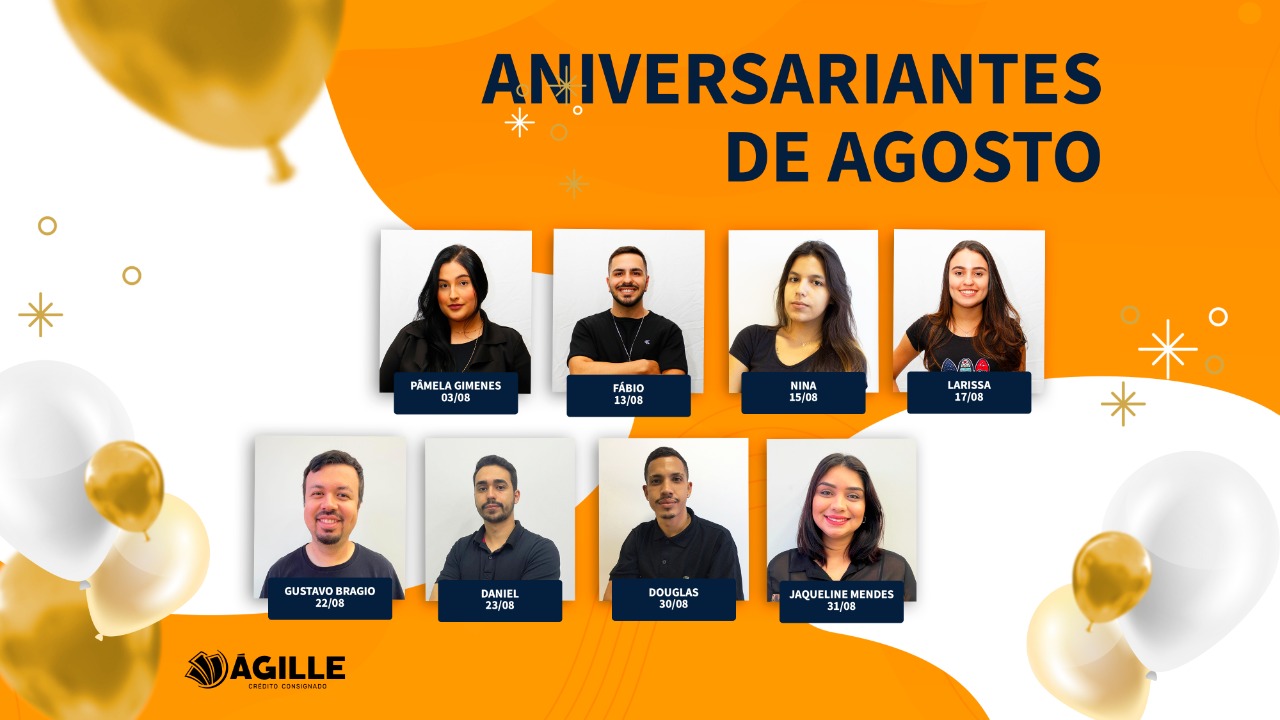 ANIVERSARIANTES
DE AGOSTO
PÂMELA GIMENES
03/08
FÁBIO
13/08
NINA
15/08
LARISSA
17/08
GUSTAVO BRAGIO
22/08
DANIEL
23/08
DOUGLAS
30/08
JAQUELINE MENDES
31/08
ÁGILLE
CRÉDITO CONSIGNADO